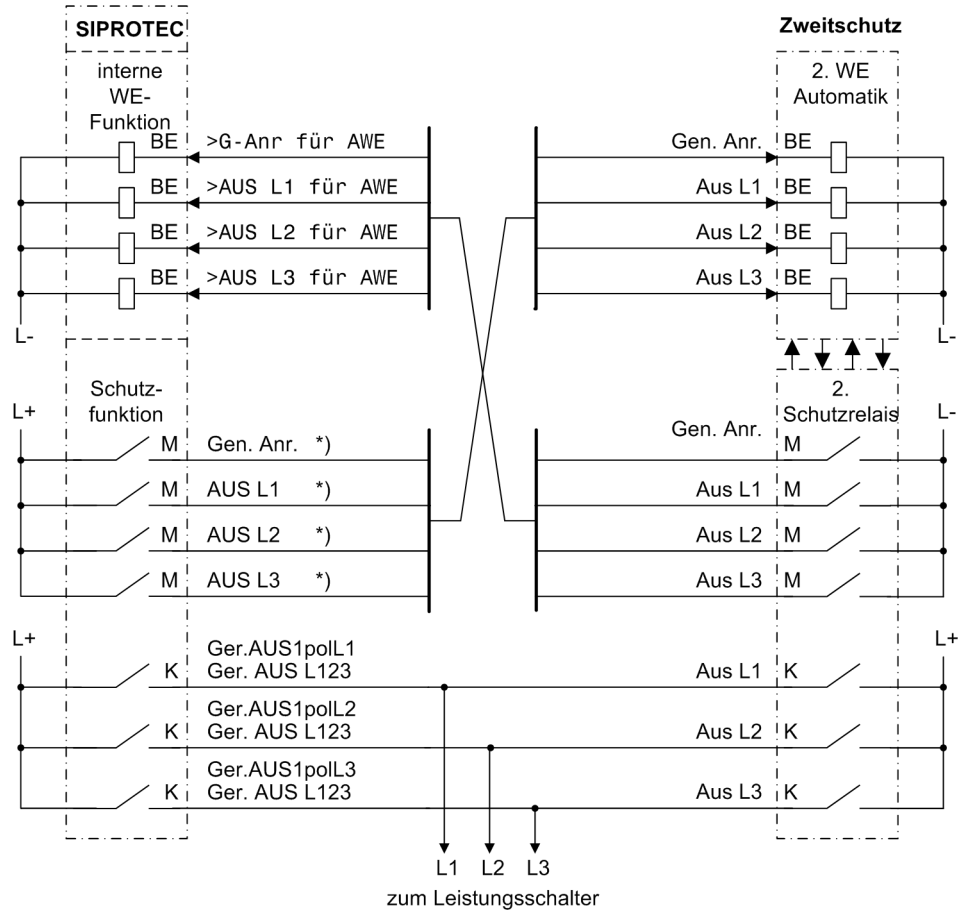 SIPROTEC
Zweitschutz
interne
WE-
Funktion
2. WE
Automatik
BE >G-Anr für AWE Gen. Anr. BE
BE >AUS L1 für AWE Aus L1 BE
BE >AUS L2 für AWE Aus L2 BE
BE >AUS L3 für AWE Aus L3 BE
L- L-
Schutz-
funktion
2.
Schutzrelais
L+ L-
M Gen. Anr. *) Gen. Anr. M
M AUS L1 *) Aus L1 M
M AUS L2 *) Aus L2 M
M AUS L3 *) Aus L3 M
L+ L+
Ger.AUS1polL1
K Ger. AUS L123 Aus L1 K
Ger.AUS1polL2
K Ger. AUS L123 Aus L2 K
Ger.AUS1polL3
K Ger. AUS L123 Aus L3 K
L1 L2 L3
zum Leistungsschalter